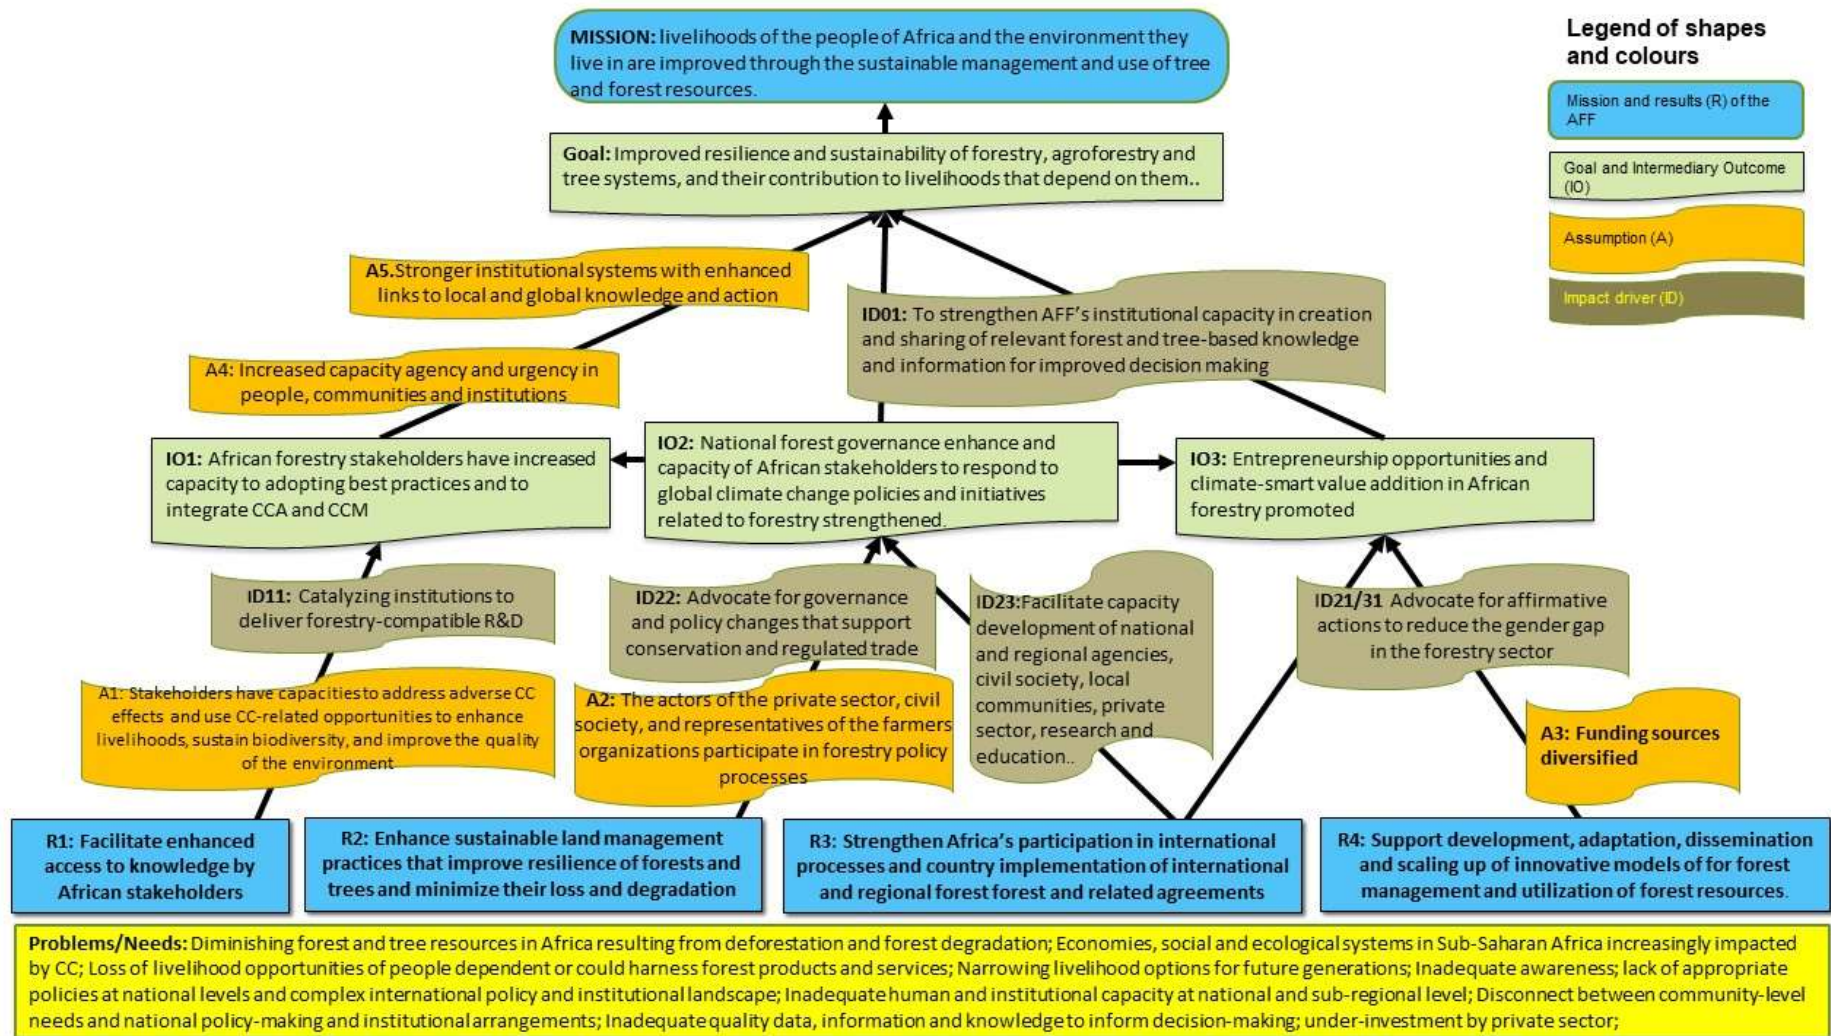 MISSION: livelihoods of the people of Africa and the environment they
live in are improved through the sustainable management and use of tree
and forest resources.
Legend of shapes
and colours
Mission and results (R) of the
AFF
Goal and Intermediary Outcome
(IO)
Assumption (A)
Impact driver (ID)
Goal: Improved resilience and sustainability of forestry, agroforestry and
tree systems, and their contribution to livelihoods that depend on them..
A5.Stronger institutional systems with enhanced
links to local and global knowledge and action
ID01: To strengthen AFF's institutional capacity in creation
and sharing of relevant forest and tree-based knowledge
and information for improved decision making
A4: Increased capacity agency and urgency in
people, communities and institutions
IO1: African forestry stakeholders have increased
capacity to adopting best practices and to
integrate CCA and CCM
IO2: National forest governance enhance and
capacity of African stakeholders to respond to
global climate change policies and initiatives
related to forestry strengthened.
IO3: Entrepreneurship opportunities and
climate-smart value addition in African
forestry promoted
ID11: Catalyzing institutions to
deliver forestry-compatible R&D
ID22: Advocate for governance
and policy changes that support
conservation and regulated trade
ID23:Facilitate capacity
development of national
and regional agencies,
civil society, local
communities, private
sector, research and
education..
ID21/31 Advocate for affirmative
actions to reduce the gender gap
in the forestry sector
A1: Stakeholders have capacities to address adverse CC
effects and use CC-related opportunities to enhance
livelihoods, sustain biodiversity, and improve the quality
of the environment
A2: The actors of the private sector, civil
society, and representatives of the farmers
organizations participate in forestry policy
processes
A3: Funding sources
diversified
R1: Facilitate enhanced
access to knowledge by
African stakeholders
R2: Enhance sustainable land management
practices that improve resilience of forests and
trees and minimize their loss and degradation
R3: Strengthen Africa's participation in international
processes and country implementation of international
and regional forest forest and related agreements
R4: Support development, adaptation, dissemination
and scaling up of innovative models of for forest
management and utilization of forest resources.
Problems/Needs: Diminishing forest and tree resources in Africa resulting from deforestation and forest degradation; Economies, social and ecological systems in Sub-Saharan Africa increasingly impacted
by CC; Loss of livelihood opportunities of people dependent or could harness forest products and services; Narrowing livelihood options for future generations; Inadequate awareness; lack of appropriate
policies at national levels and complex international policy and institutional landscape; Inadequate human and institutional capacity at national and sub-regional level; Disconnect between community-level
needs and national policy-making and institutional arrangements; Inadequate quality data, information and knowledge to inform decision-making; under-investment by private sector;